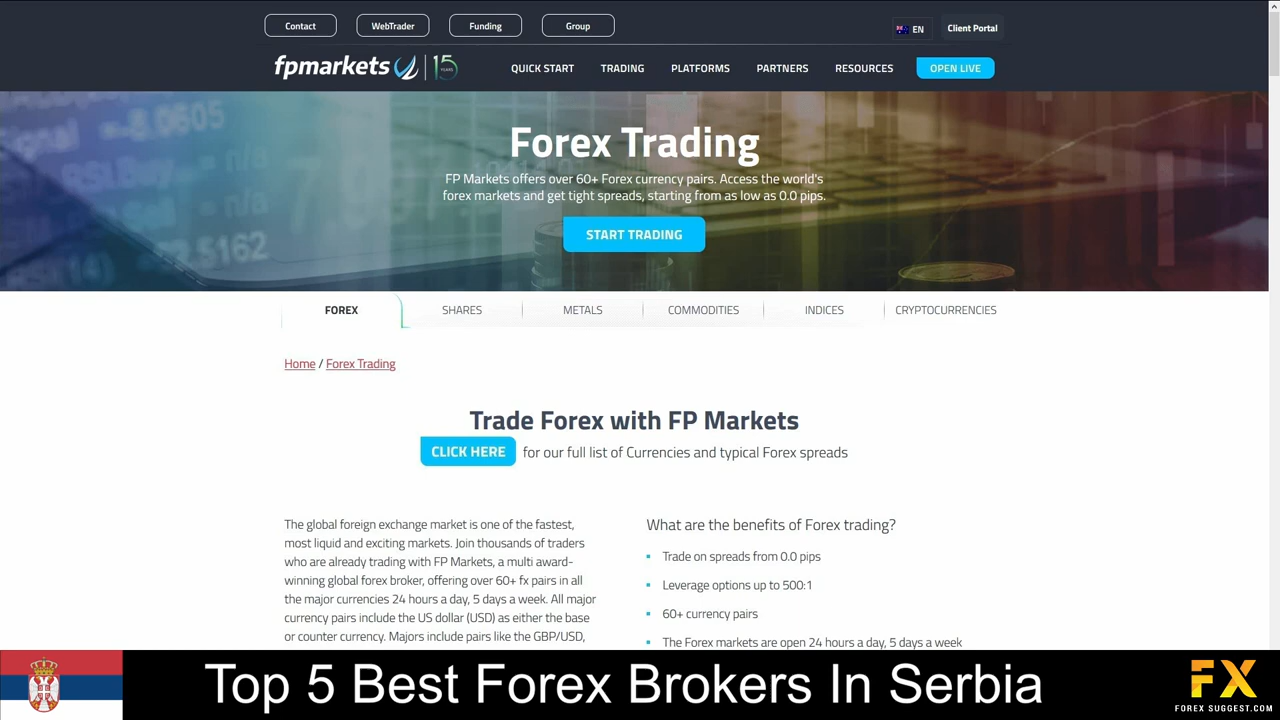 Contact
WebTrader
Funding
Group
EN
Client Portal
fpmarkets 15 YEARS
QUICK START
TRADING
PLATFORMS
PARTNERS
RESOURCES
OPEN LIVE
Forex Trading
FP Markets offers over 60+ Forex currency pairs. Access the world's
forex markets and get tight spreads, starting from as low as 0.0 pips.
START TRADING
FOREX
SHARES
METALS
COMMODITIES
INDICES
CRYPTOCURRENCIES
Home / Forex Trading
Trade Forex with FP Markets
CLICK HERE for our full list of Currencies and typical Forex spreads
The global foreign exchange market is one of the fastest,
most liquid and exciting markets. Join thousands of traders
who are already trading with FP Markets, a multi award-
winning global forex broker, offering over 60+ fx pairs in all
the major currencies 24 hours a day, 5 days a week. All major
currency pairs include the US dollar (USD) as either the base
or counter currency. Majors include pairs like the GBP/USD,
What are the benefits of Forex trading?
Trade on spreads from 0.0 pips
Leverage options up to 500:1
60+ currency pairs
The Forex markets are open 24 hours a day, 5 days a week
Top 5 Best Forex Brokers In Serbia
FX
FOREX SUGGEST.COM